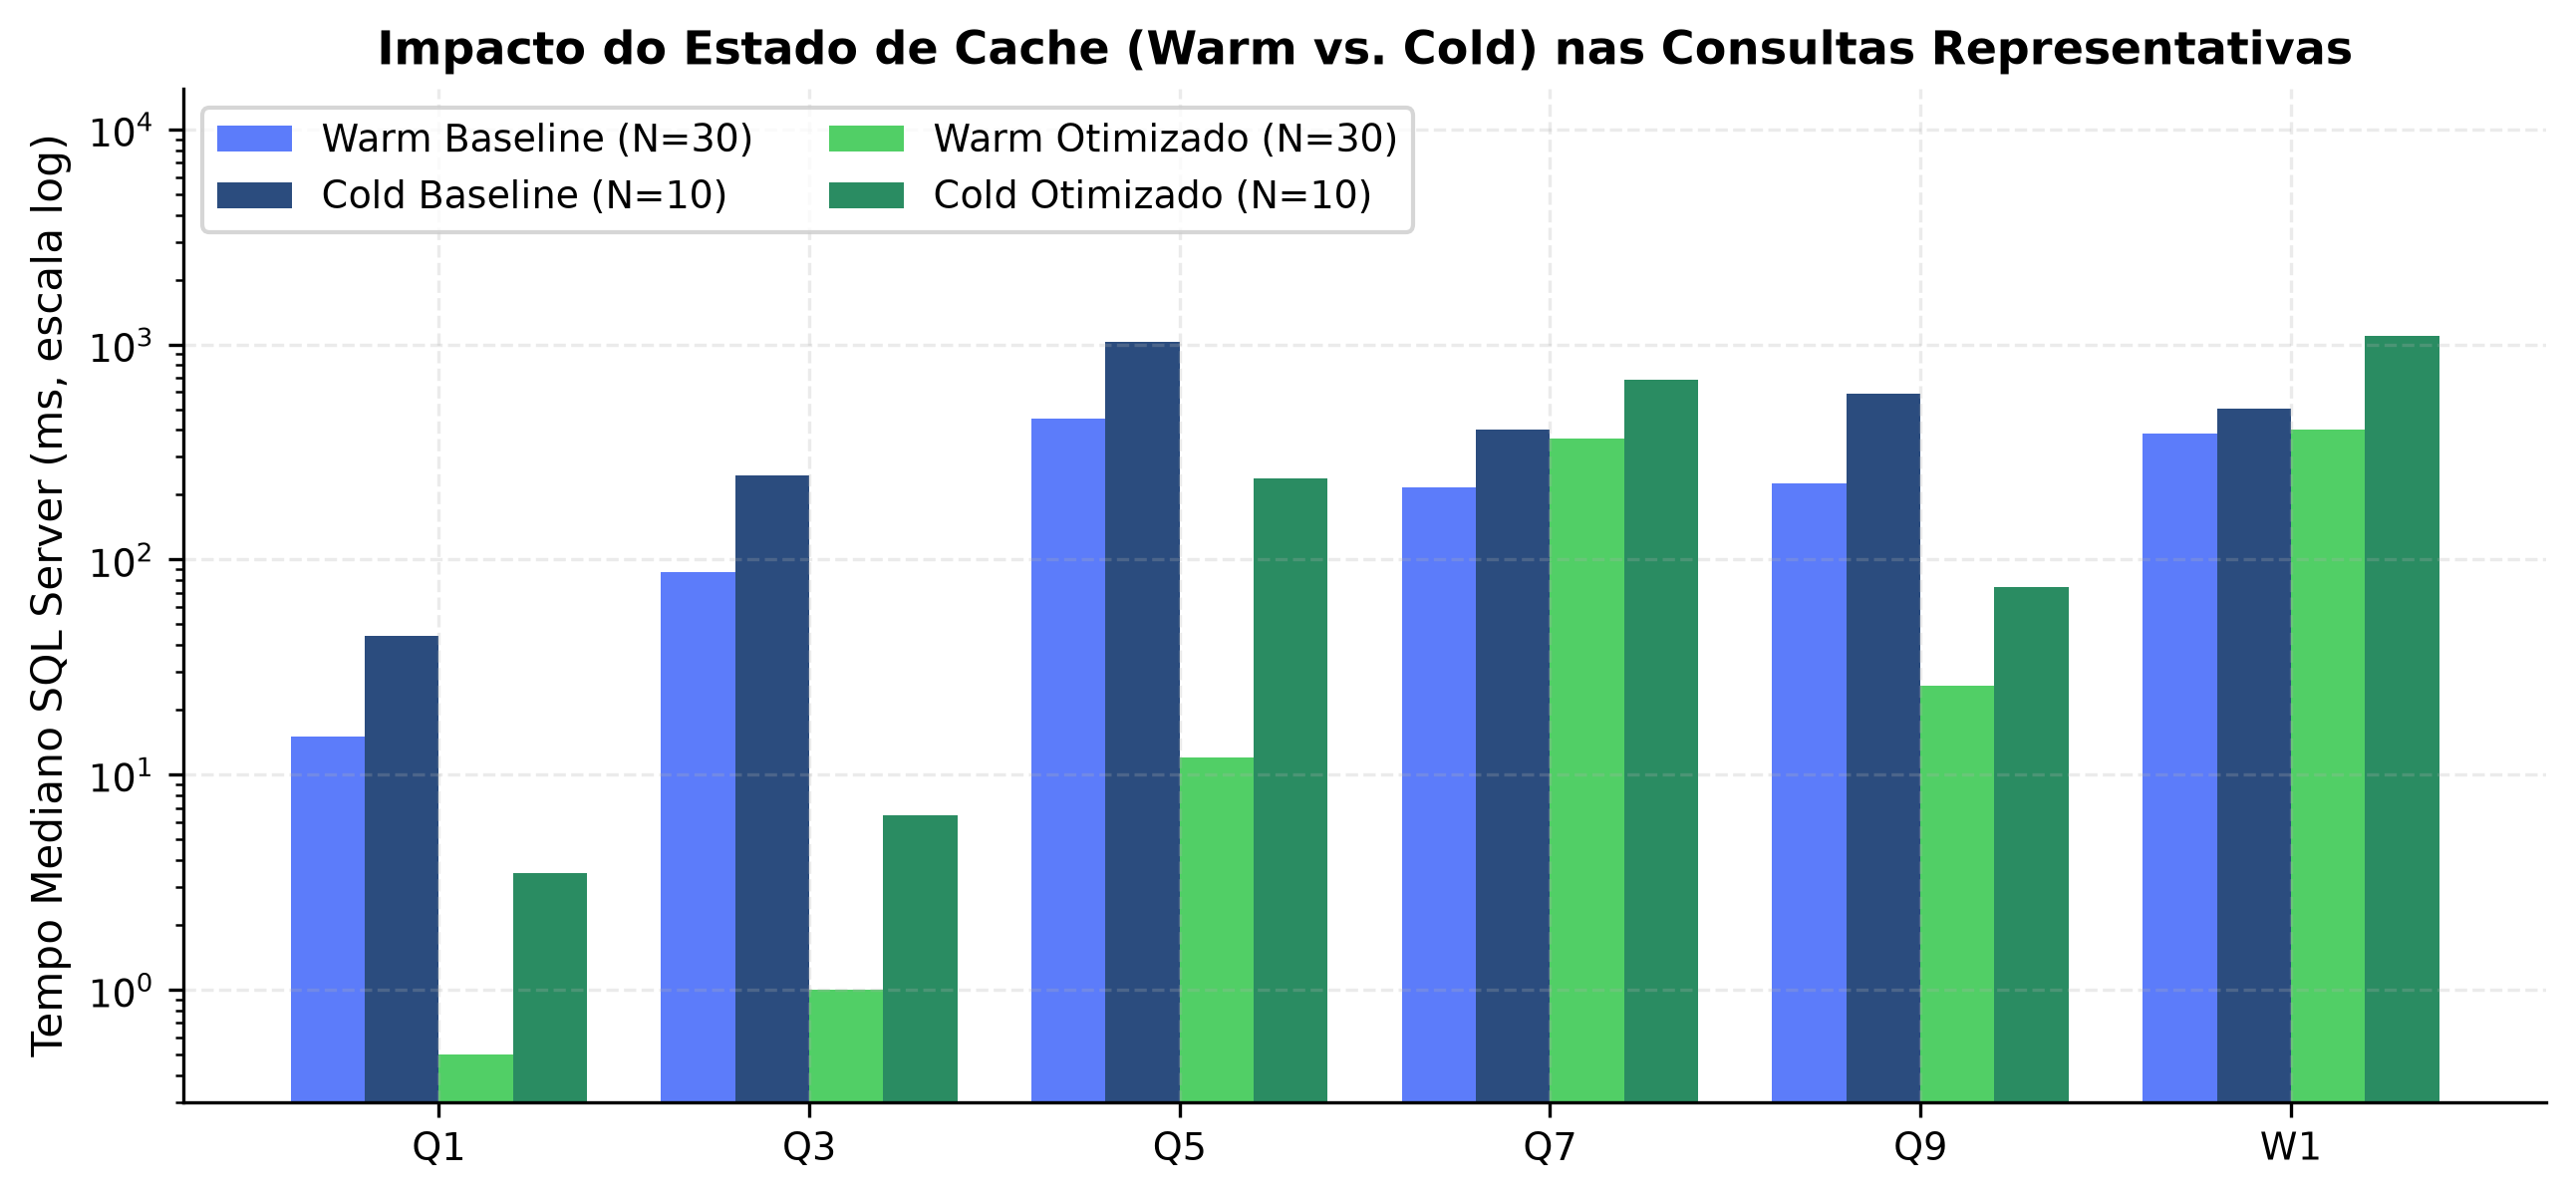 Impacto do Estado de Cache (Warm vs. Cold) nas Consultas Representativas
Tempo Mediano SQL Server (ms, escala log)
Warm Baseline (N=30)
Cold Baseline (N=10)
Warm Otimizado (N=30)
Cold Otimizado (N=10)
10⁴
10³
10²
10¹
10⁰
Q1 Q3 Q5 Q7 Q9 W1